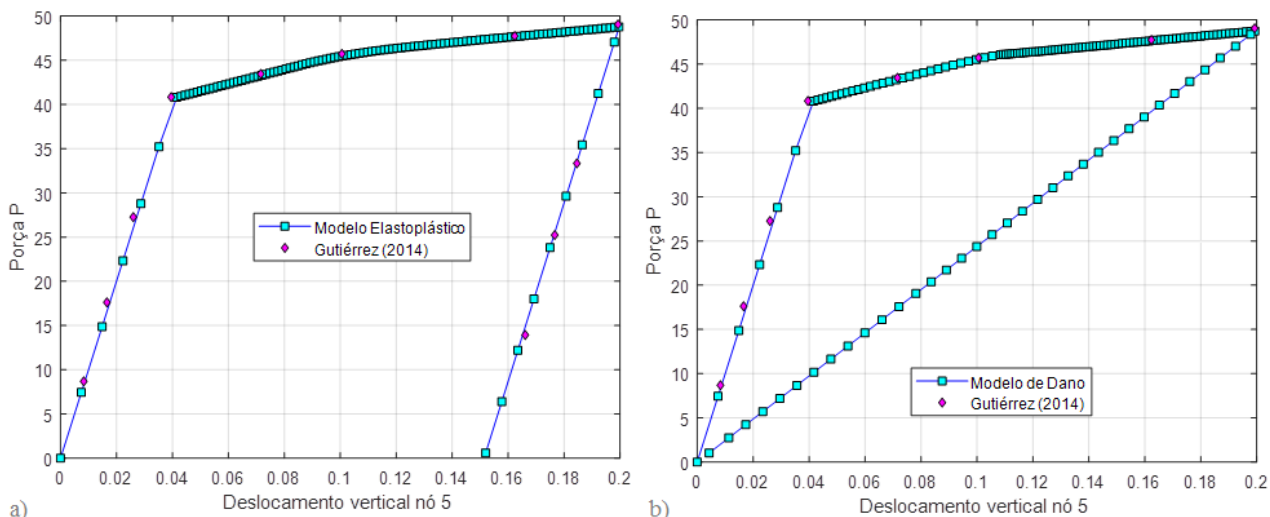 50
45
40
35
30
25
20
15
10
5
0
Porça P
Modelo Elastoplástico
Gutiérrez (2014)
0 0.02 0.04 0.06 0.08 0.1 0.12 0.14 0.16 0.18 0.2
Deslocamento vertical nó 5
a)
50
45
40
35
30
25
20
15
10
5
0
Porça P
Modelo de Dano
Gutiérrez (2014)
0 0.02 0.04 0.06 0.08 0.1 0.12 0.14 0.16 0.18 0.2
Deslocamento vertical nó 5
b)